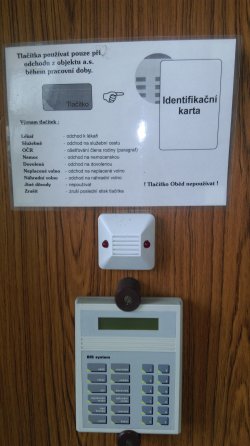 Tlačítka používat pouze při
odchodu z objektu a.s.
během pracovní doby.
Tlačítko
Identifikační
karta
Význam tlačítek :
Lékař - odchod k lékaři
Služebně - odchod na služební cestu
OČR - ošetřování člena rodiny (paragraf)
Nemoc - odchod na nemocenskou
Dovolená - odchod na dovolenou
Neplacené volno - odchod na neplacené volno
Náhradní volno - odchod na náhradní volno
Jiné důvody - nepoužívat
Zrušit - zruší poslední stisk tlačítka
! Tlačítko Oběd nepoužívat !
system